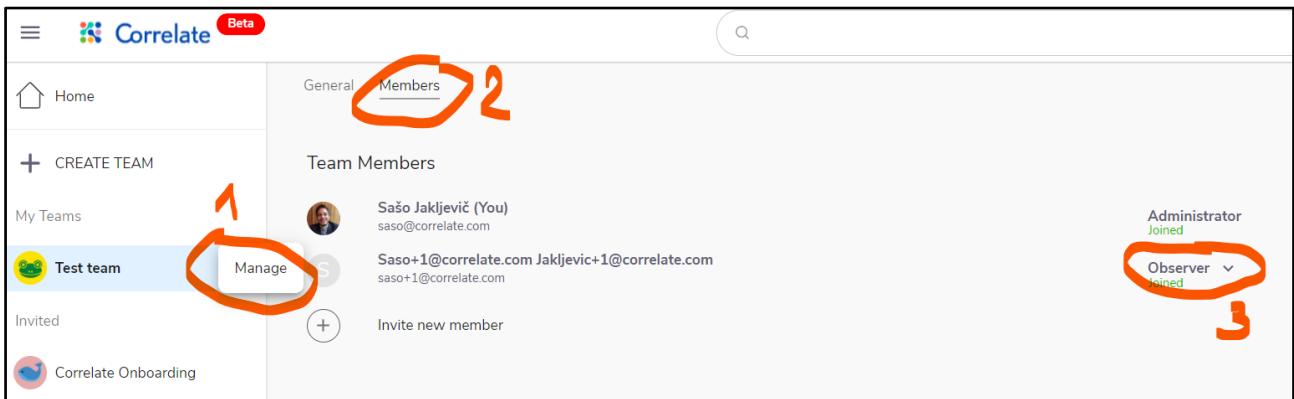 Correlate Beta
Home
General Members 2
CREATE TEAM
Team Members
My Teams
1
Sašo Jakljevič (You)
saso@correlate.com
Administrator
Joined
Test team
Manage
S
Saso+1@correlate.com Jakljevic+1@correlate.com
saso+1@correlate.com
Observer
Joined
3
Invited
Invite new member
Correlate Onboarding